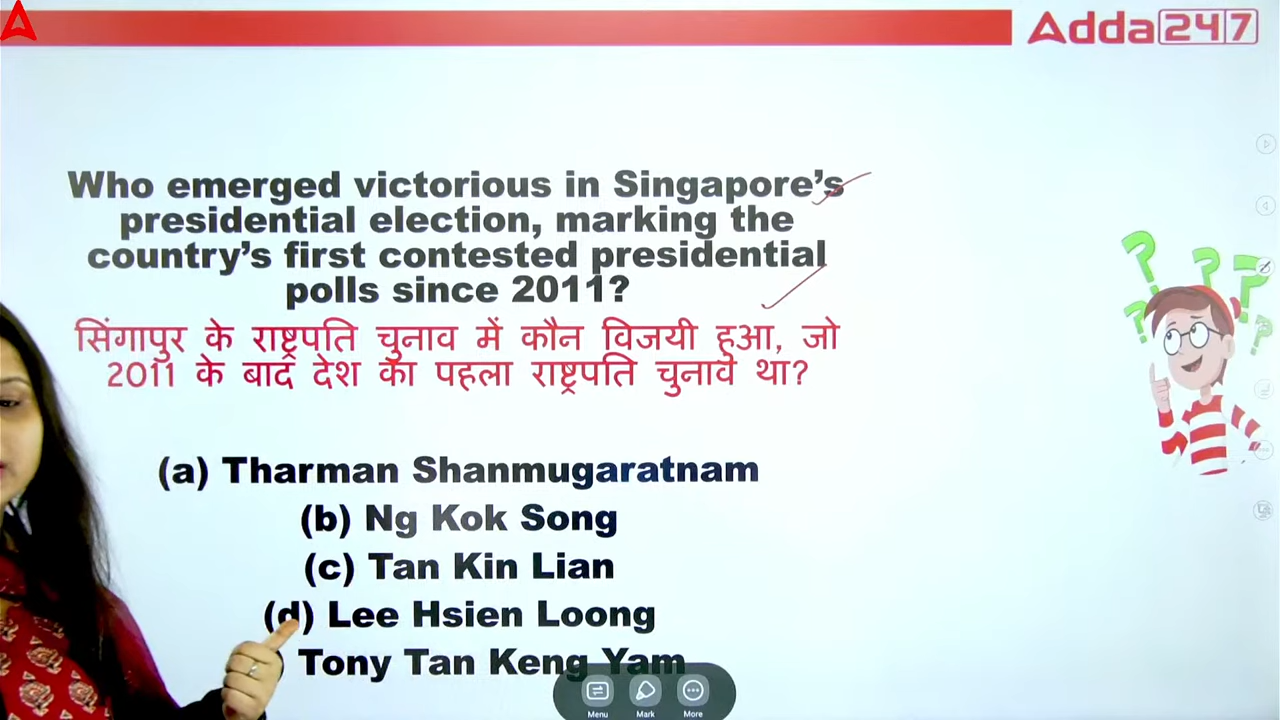 Adda247
Who emerged victorious in Singapore's
presidential election, marking the
country's first contested presidential
polls since 2011?
सिंगापुर के राष्ट्रपति चुनाव में कौन विजयी हुआ, जो
2011 के बाद देश का पहला राष्ट्रपति चुनाव था?
(a) Tharman Shanmugaratnam
(b) Ng Kok Song
(c) Tan Kin Lian
(d) Lee Hsien Loong
Tony Tan Keng Yam
Menu Mark More